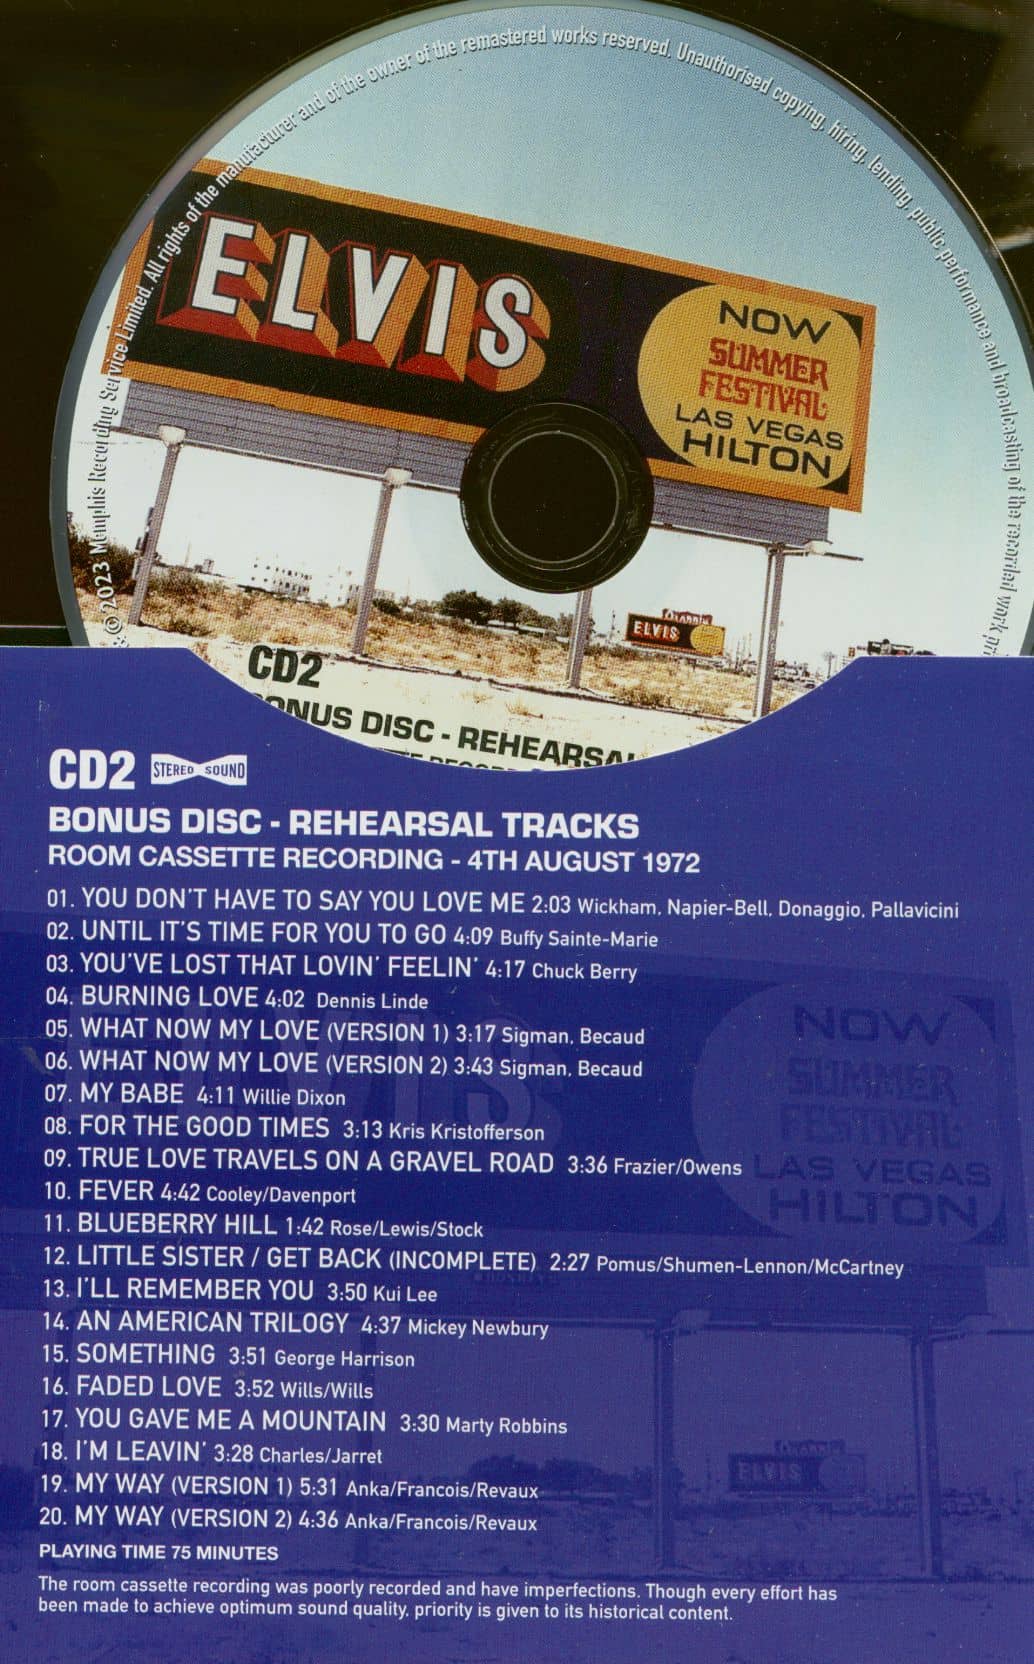 © 2023 Memphis Recording Service Limited. All rights of the manufacturer and of the owner of the remastered works reserved. Unauthorised copying, hiring, lending, public performance and broadcasting of the recorded work
ELVIS
NOW
SUMMER
FESTIVAL
LAS VEGAS
HILTON
ELVIS
CD2
BONUS DISC - REHEARSAL
CD2 STEREO SOUND
BONUS DISC - REHEARSAL TRACKS
ROOM CASSETTE RECORDING - 4TH AUGUST 1972
01. YOU DON'T HAVE TO SAY YOU LOVE ME 2:03 Wickham, Napier-Bell, Donaggio, Pallavicini
02. UNTIL IT'S TIME FOR YOU TO GO 4:09 Buffy Sainte-Marie
03. YOU'VE LOST THAT LOVIN' FEELIN' 4:17 Chuck Berry
04. BURNING LOVE 4:02 Dennis Linde
05. WHAT NOW MY LOVE (VERSION 1) 3:17 Sigman, Becaud
06. WHAT NOW MY LOVE (VERSION 2) 3:43 Sigman, Becaud
07. MY BABE 4:11 Willie Dixon
08. FOR THE GOOD TIMES 3:13 Kris Kristofferson
09. TRUE LOVE TRAVELS ON A GRAVEL ROAD 3:36 Frazier/Owens
10. FEVER 4:42 Cooley/Davenport
11. BLUEBERRY HILL 1:42 Rose/Lewis/Stock
12. LITTLE SISTER / GET BACK (INCOMPLETE) 2:27 Pomus/Shumen-Lennon/McCartney
13. I'LL REMEMBER YOU 3:50 Kui Lee
14. AN AMERICAN TRILOGY 4:37 Mickey Newbury
15. SOMETHING 3:51 George Harrison
16. FADED LOVE 3:52 Wills/Wills
17. YOU GAVE ME A MOUNTAIN 3:30 Marty Robbins
18. I'M LEAVIN' 3:28 Charles/Jarret
19. MY WAY (VERSION 1) 5:31 Anka/Francois/Revaux
20. MY WAY (VERSION 2) 4:36 Anka/Francois/Revaux
PLAYING TIME 75 MINUTES
The room cassette recording was poorly recorded and have imperfections. Though every effort has
been made to achieve optimum sound quality, priority is given to its historical content.
NOW
SUMMER
FESTIVAL
LAS VEGAS
HILTON
ELVIS